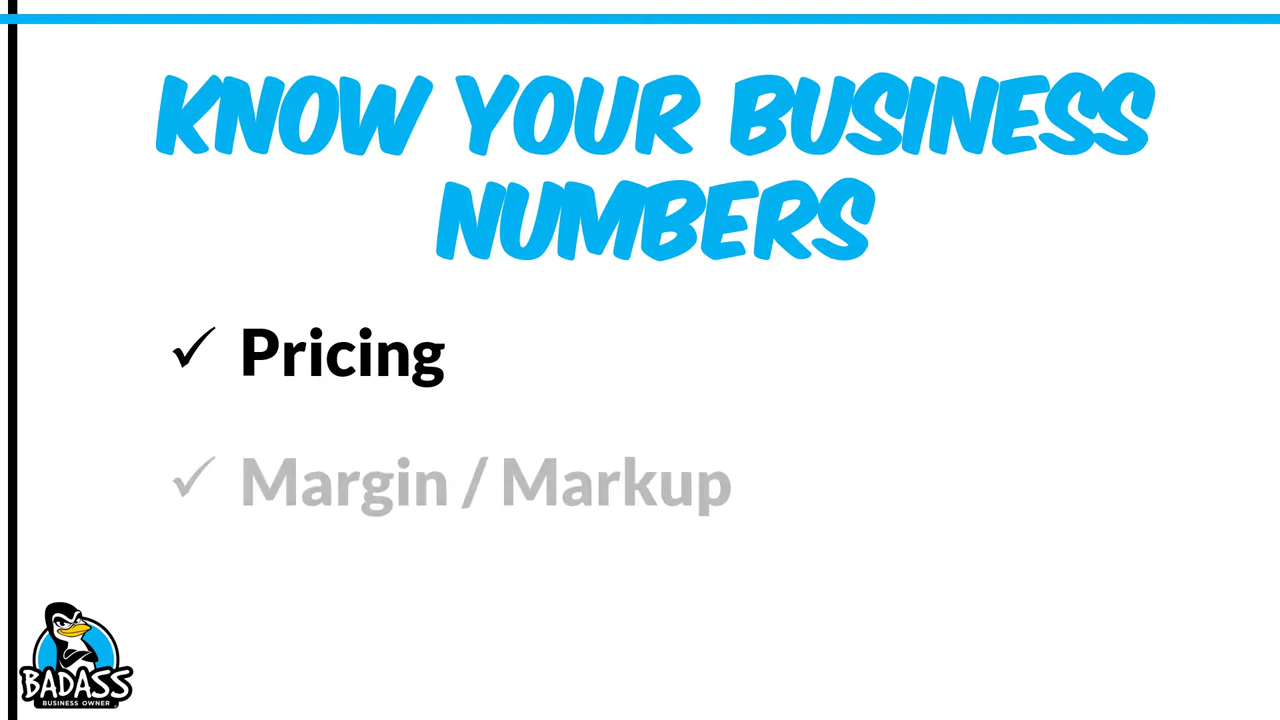 KNOW YOUR BUSINESS
NUMBERS
✓ Pricing
✓ Margin / Markup
BADASS
BUSINESS OWNER